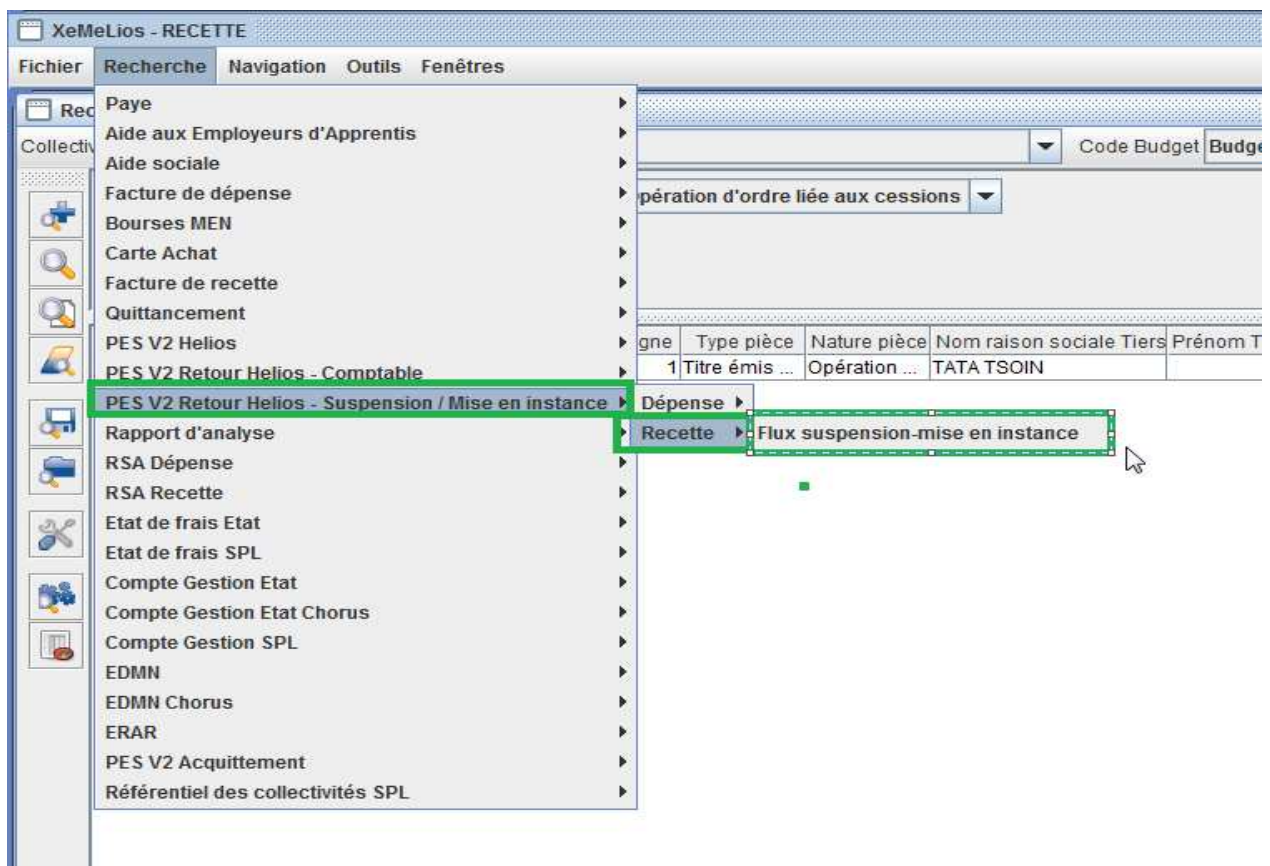 XeMeLios - RECETTE
Fichier Recherche Navigation Outils Fenêtres
Rec
Collectiv
Code Budget Budge
pération d'ordre liée aux cessions
Paye
Aide aux Employeurs d'Apprentis
Aide sociale
Facture de dépense
Bourses MEN
Carte Achat
Facture de recette
Quittancement
PES V2 Helios
PES V2 Retour Helios - Comptable
PES V2 Retour Helios - Suspension / Mise en instance
Rapport d'analyse
RSA Dépense
RSA Recette
Etat de frais Etat
Etat de frais SPL
Compte Gestion Etat
Compte Gestion Etat Chorus
Compte Gestion SPL
EDMN
EDMN Chorus
ERAR
PES V2 Acquittement
Référentiel des collectivités SPL
gne Type pièce Nature pièce Nom raison sociale Tiers Prénom T
1 Titre émis ... Opération ... TATA TSOIN
Dépense
Recette Flux suspension-mise en instance